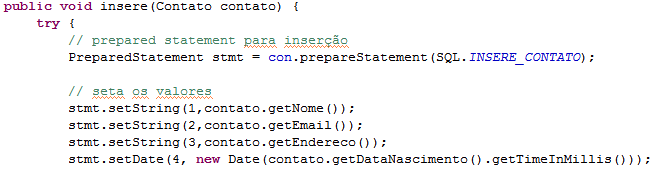 public void insere(Contato contato) {
try {
// prepared statement para inserção
PreparedStatement stmt = con.prepareStatement(SQL.INSERE_CONTATO);
// seta os valores
stmt.setString(1,contato.getNome());
stmt.setString(2,contato.getEmail());
stmt.setString(3,contato.getEndereco());
stmt.setDate(4, new Date(contato.getDataNascimento().getTimeInMillis()));